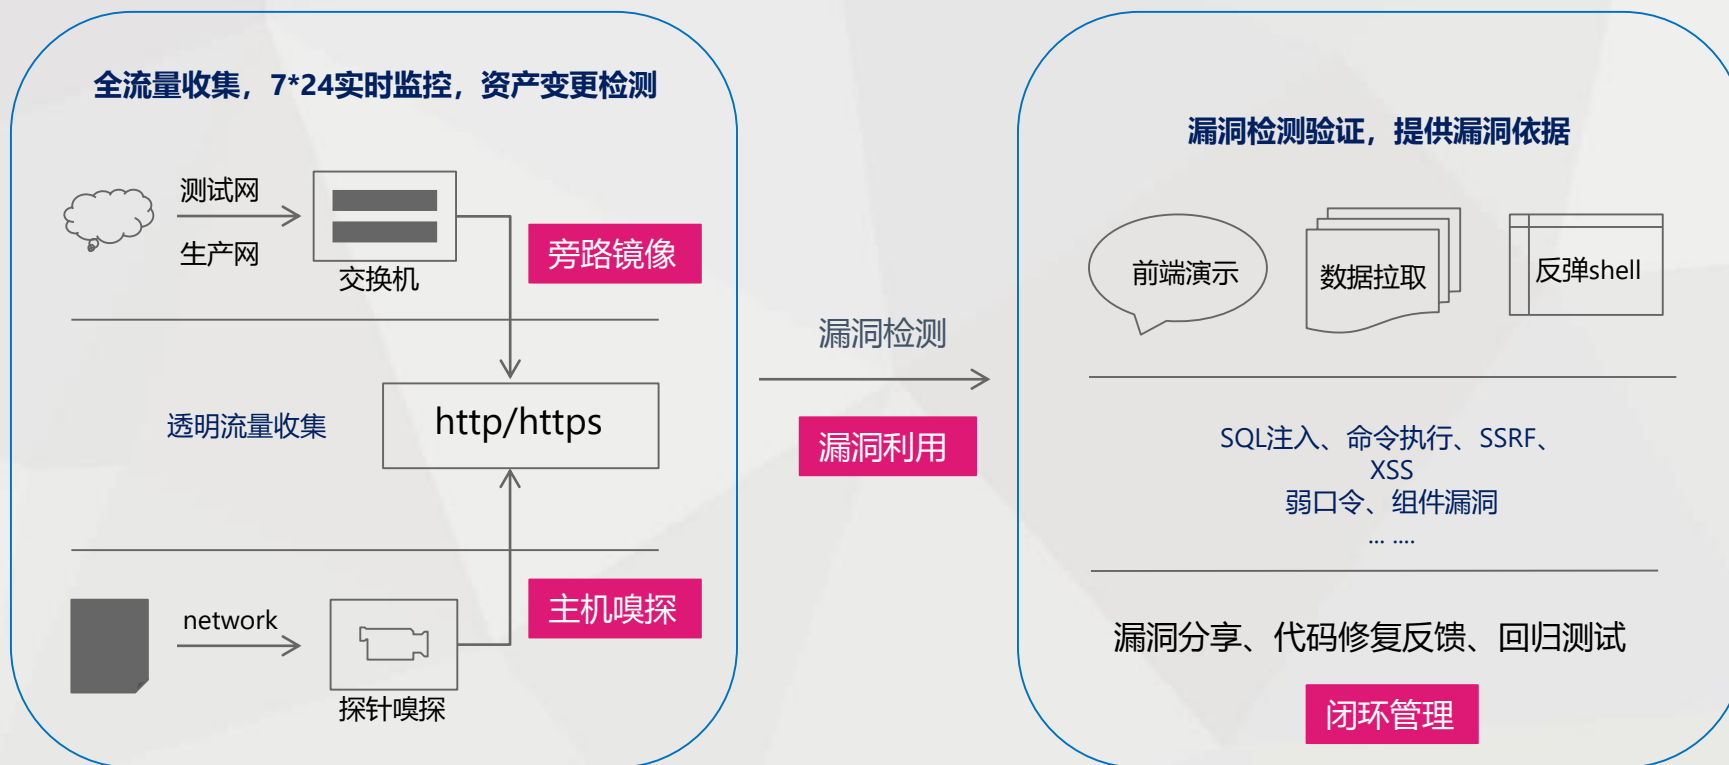 全流量收集，7*24实时监控，资产变更检测
测试网
生产网
交换机
旁路镜像
透明流量收集
http/https
network
探针嗅探
主机嗅探
漏洞检测
漏洞利用
漏洞检测验证，提供漏洞依据
前端演示
数据拉取
反弹shell
SQL注入、命令执行、SSRF、
XSS
弱口令、组件漏洞
... ....
漏洞分享、代码修复反馈、回归测试
闭环管理